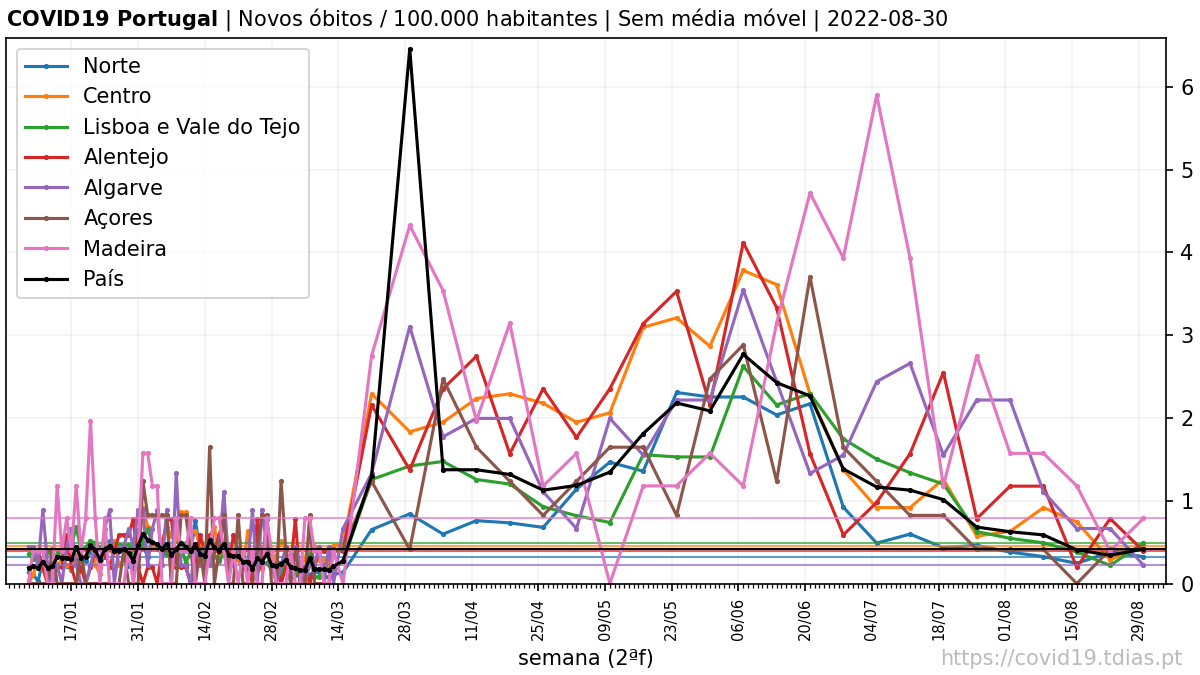 COVID19 Portugal | Novos óbitos / 100.000 habitantes | Sem média móvel | 2022-08-30
Norte
Centro
Lisboa e Vale do Tejo
Alentejo
Algarve
Açores
Madeira
País
6
5
4
3
2
1
0
17/01
31/01
14/02
28/02
14/03
28/03
11/04
25/04
09/05
23/05
06/06
20/06
04/07
18/07
01/08
15/08
29/08
semana (2ªf)
https://covid19.tdias.pt